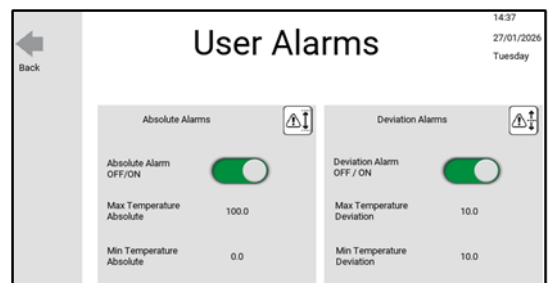 14:37
27/01/2026
Tuesday
Back
User Alarms
Absolute Alarms
Absolute Alarm
OFF/ON
Max Temperature
Absolute
100.0
Min Temperature
Absolute
0.0
Deviation Alarms
Deviation Alarm
OFF / ON
Max Temperature
Deviation
10.0
Min Temperature
Deviation
10.0